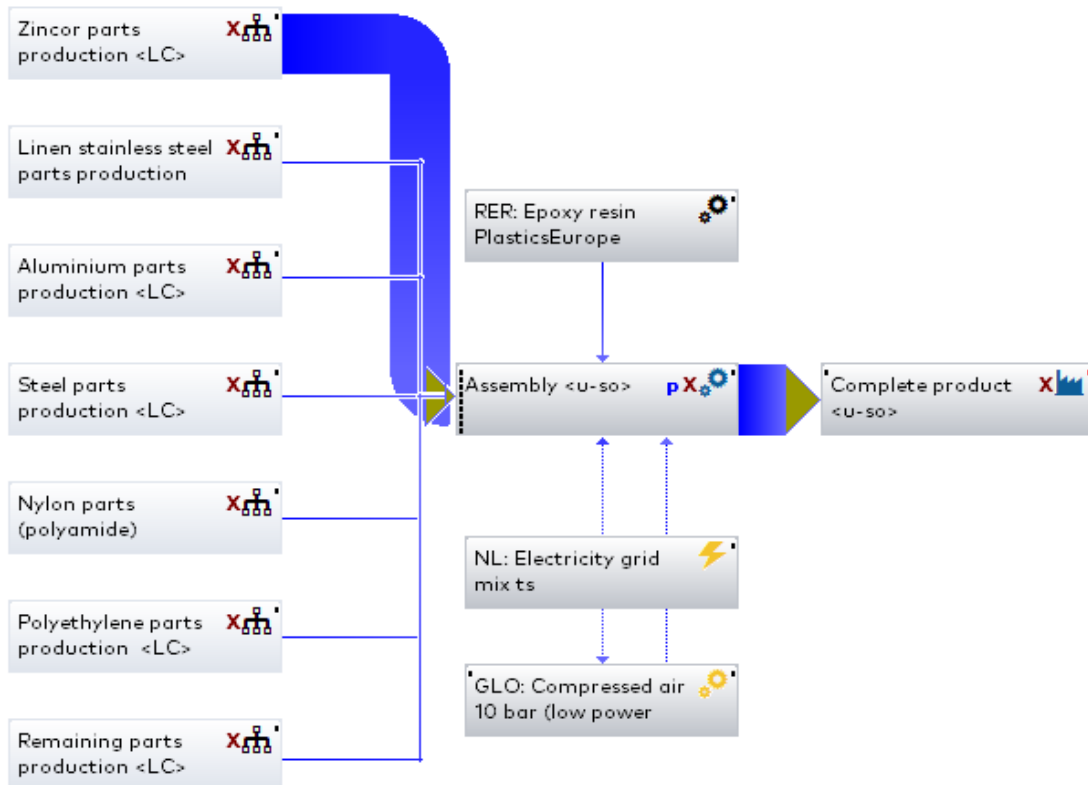 Zincor parts X
production <LC>
Linen stainless steel X
parts production
Aluminium parts X
production <LC>
Steel parts X
production <LC>
Nylon parts X
(polyamide)
Polyethylene parts X
production <LC>
Remaining parts X
production <LC>
RER: Epoxy resin
PlasticsEurope
Assembly <u-so> p X
NL: Electricity grid
mix ts
GLO: Compressed air
10 bar (low power
Complete product X
<u-so>